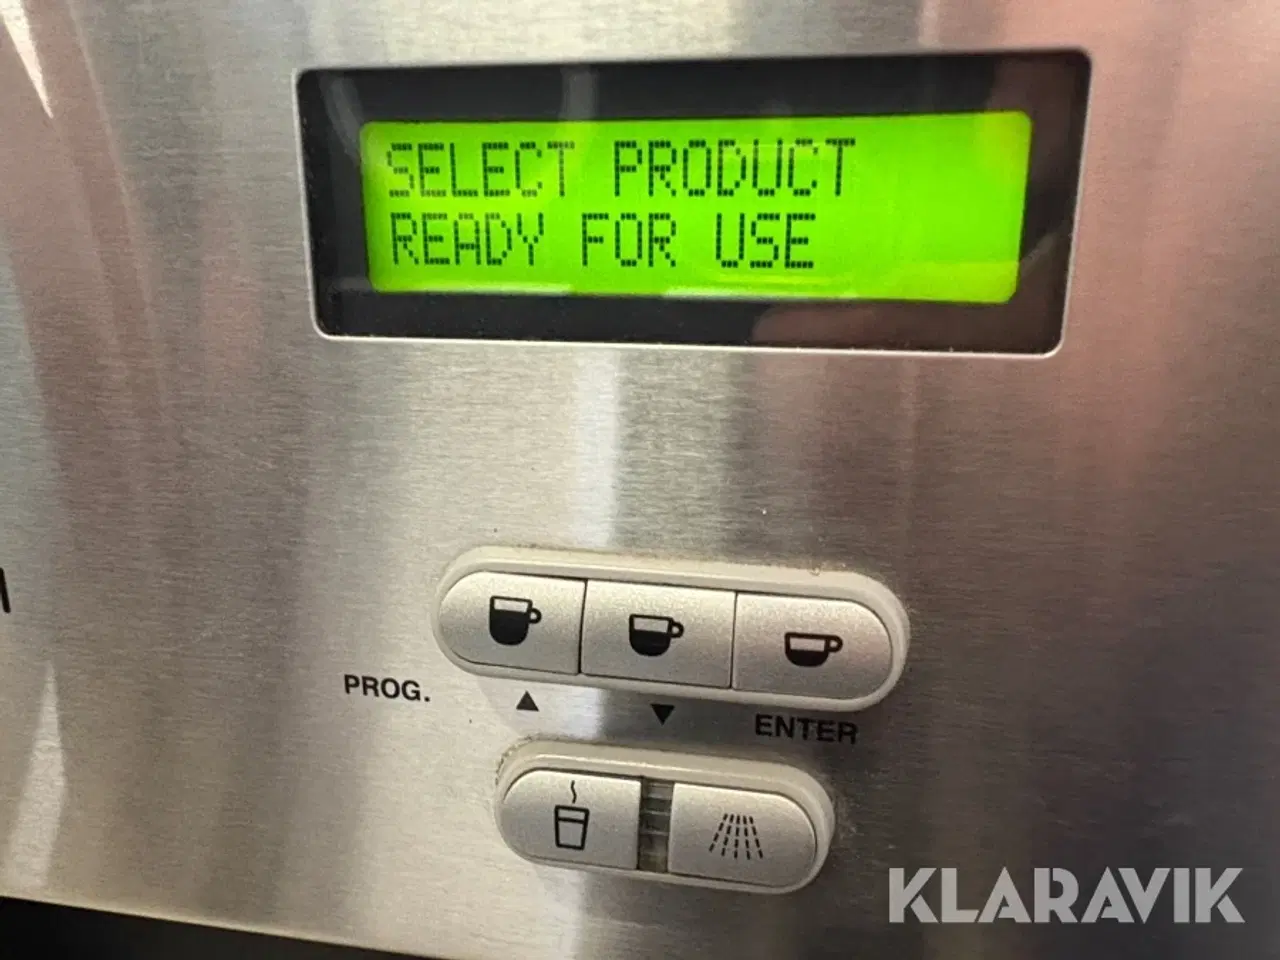 SELECT PRODUCT
READY FOR USE
PROG.
▲ ▼ ENTER
KLARAVIK